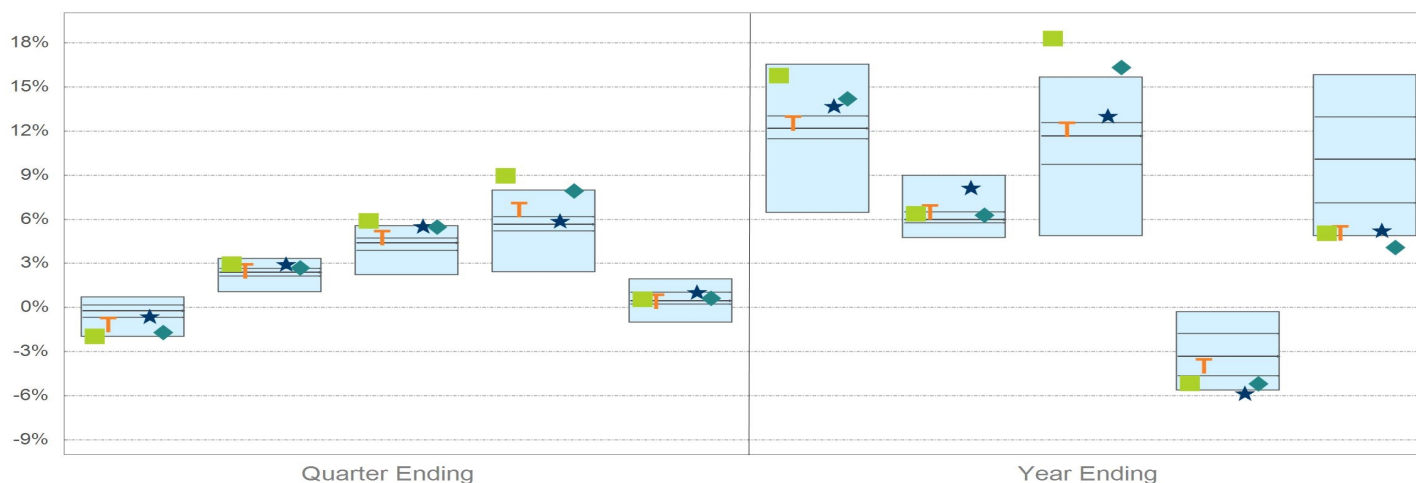 18%
15%
12%
9%
6%
3%
0%
-3%
-6%
-9%
T
T
T
T
T
T
T
T
T
T
Quarter Ending
Year Ending